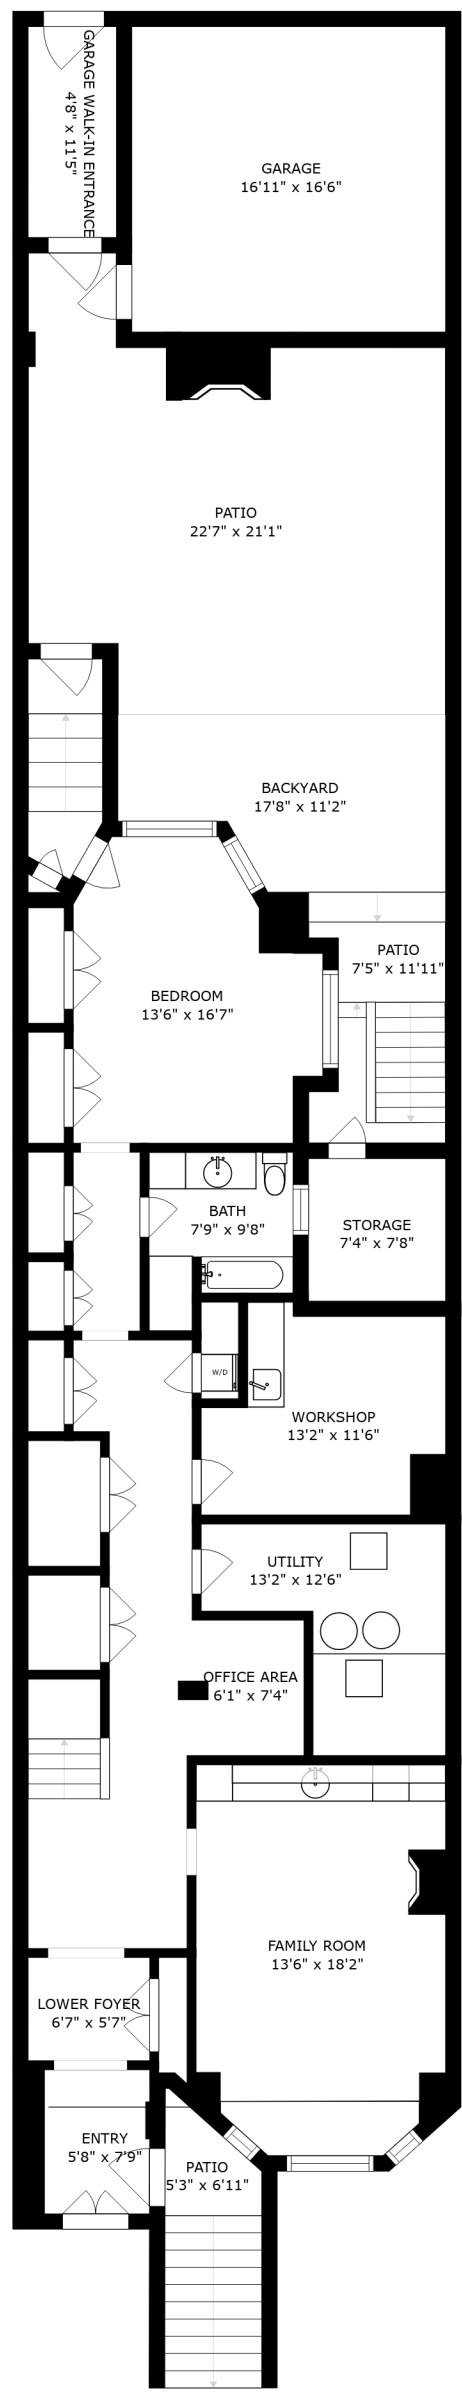 GARAGE WALK-IN ENTRANCE
4'8" x 11'5"
GARAGE
16'11" x 16'6"
PATIO
22'7" x 21'1"
BACKYARD
17'8" x 11'2"
PATIO
7'5" x 11'11"
BEDROOM
13'6" x 16'7"
BATH
7'9" x 9'8"
STORAGE
7'4" x 7'8"
W/D
WORKSHOP
13'2" x 11'6"
UTILITY
13'2" x 12'6"
OFFICE AREA
6'1" x 7'4"
FAMILY ROOM
13'6" x 18'2"
LOWER FOYER
6'7" x 5'7"
ENTRY
5'8" x 7'9"
PATIO
5'3" x 6'11"